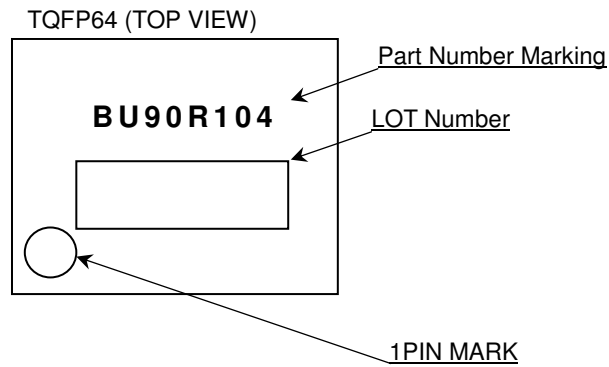 TQFP64 (TOP VIEW)
Part Number Marking
BU90R104
LOT Number
1PIN MARK